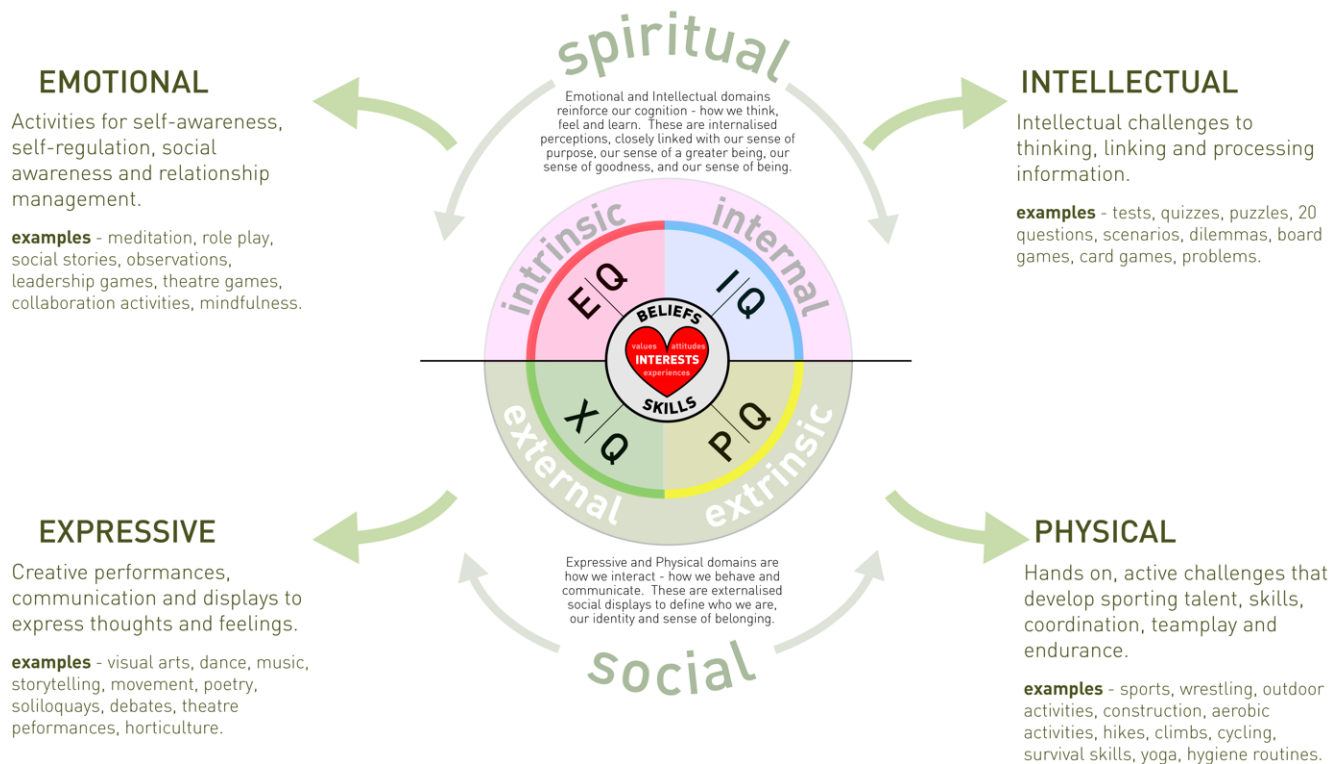 spiritual
EMOTIONAL
Activities for self-awareness,
self-regulation, social
awareness and relationship
management.
examples - meditation, role play,
social stories, observations,
leadership games, theatre games,
collaboration activities, mindfulness.
Emotional and Intellectual domains
reinforce our cognition - how we think,
feel and learn. These are internalised
perceptions, closely linked with our sense of
purpose, our sense of a greater being, our
sense of goodness, and our sense of being.
INTELLECTUAL
Intellectual challenges to
thinking, linking and processing
information.
examples - tests, quizzes, puzzles, 20
questions, scenarios, dilemmas, board
games, card games, problems.
intrinsic
internal
EQ
IQ
BELIEFS
values attitudes
INTERESTS
experiences
SKILLS
XQ
PQ
external
extrinsic
EXPRESSIVE
Creative performances,
communication and displays to
express thoughts and feelings.
examples - visual arts, dance, music,
storytelling, movement, poetry,
soliloquays, debates, theatre
peformances, horticulture.
Expressive and Physical domains are
how we interact - how we behave and
communicate. These are externalised
social displays to define who we are,
our identity and sense of belonging.
social
PHYSICAL
Hands on, active challenges that
develop sporting talent, skills,
coordination, teamplay and
endurance.
examples - sports, wrestling, outdoor
activities, construction, aerobic
activities, hikes, climbs, cycling,
survival skills, yoga, hygiene routines.